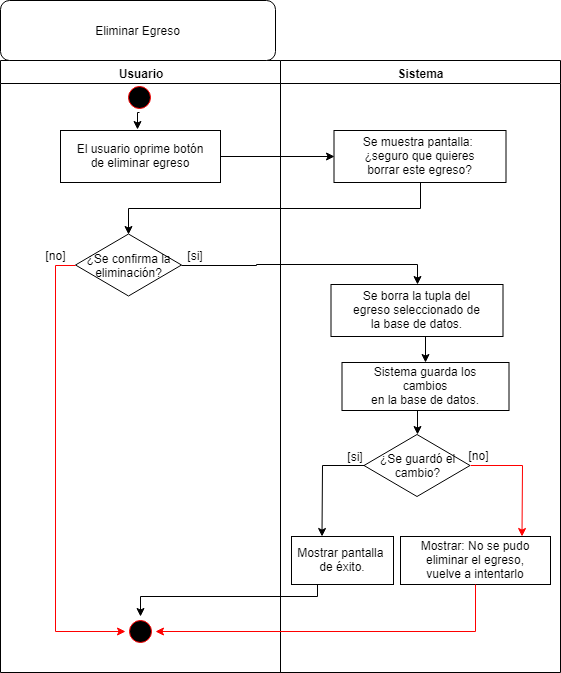 Eliminar Egreso
Usuario
Sistema
El usuario oprime botón
de eliminar egreso
Se muestra pantalla:
¿seguro que quieres
borrar este egreso?
[no]
¿Se confirma la
eliminación?
[si]
Se borra la tupla del
egreso seleccionado de
la base de datos.
Sistema guarda los
cambios
en la base de datos.
[si]
¿Se guardó el
cambio?
[no]
Mostrar pantalla
de éxito.
Mostrar: No se pudo
eliminar el egreso,
vuelve a intentarlo